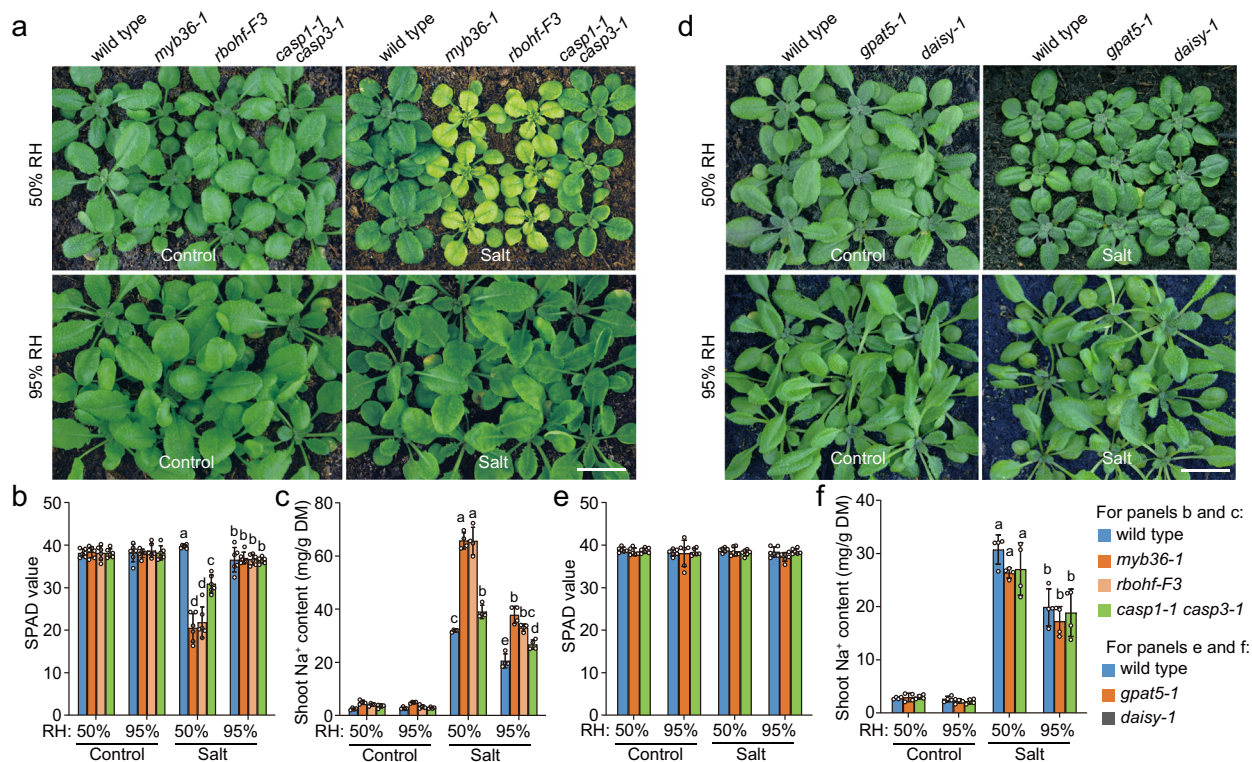 a
wild type
myb36-1
rbohf-F3
casp1-1
casp3-1
wild type
myb36-1
rbohf-F3
casp1-1
casp3-1
50% RH
Control
Salt
95% RH
Control
Salt
d
wild type
gpat5-1
daisy-1
wild type
gpat5-1
daisy-1
50% RH
Control
Salt
95% RH
Control
Salt
b
SPAD value
50
40
30
20
10
0
a
d
d
c
b
b
b
b
RH:
50%
95%
50%
95%
Control
Salt
c
Shoot Na⁺ content (mg/g DM)
80
60
40
20
0
c
a
a
b
e
b
bc
d
50%
95%
50%
95%
Control
Salt
e
SPAD value
50
40
30
20
10
0
RH:
50%
95%
50%
95%
Control
Salt
f
Shoot Na⁺ content (mg/g DM)
40
30
20
10
0
a
a
a
b
b
b
50%
95%
50%
95%
Control
Salt
For panels b and c:
wild type
myb36-1
rbohf-F3
casp1-1 casp3-1
For panels e and f:
wild type
gpat5-1
daisy-1